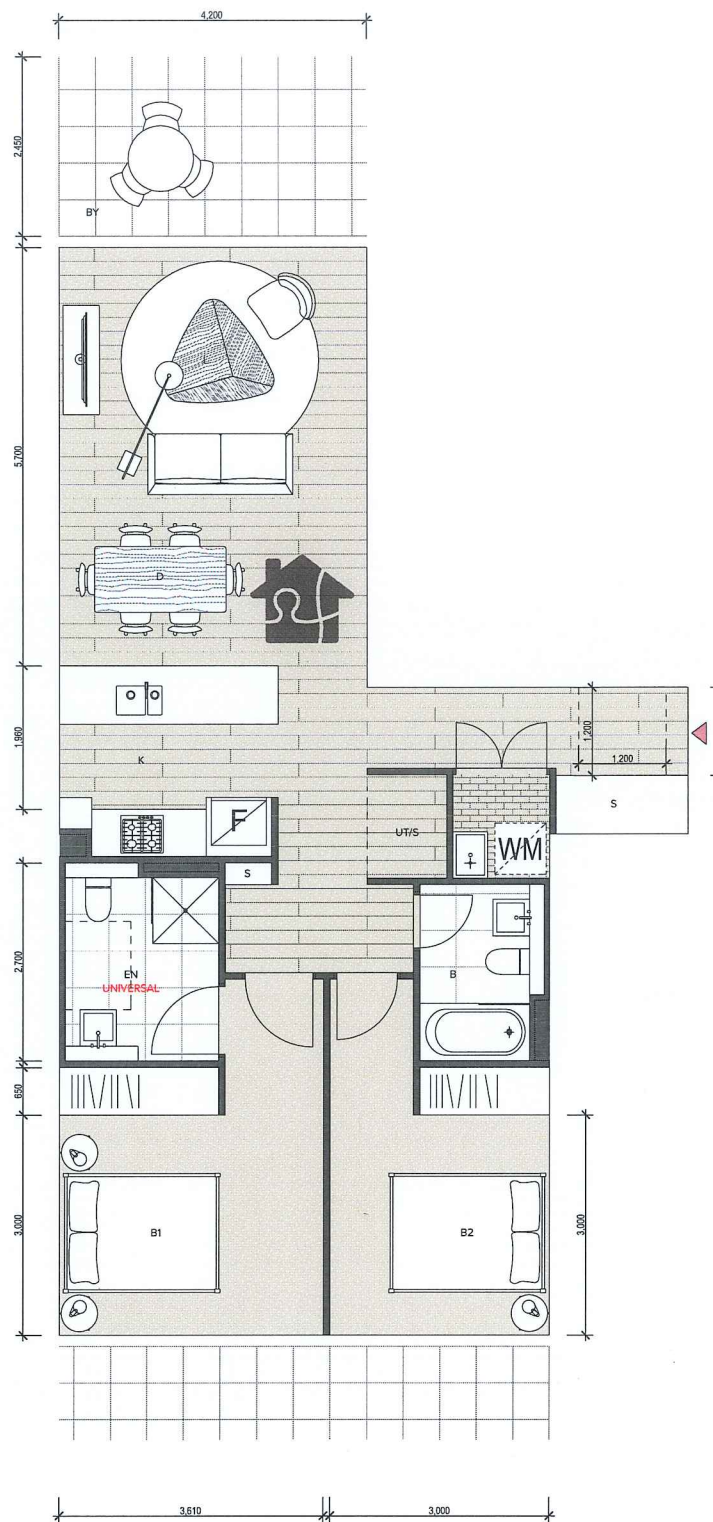 4,200
2,450
BY
5,700
L
D
1,960
K
1,200
1,200
F
UT/S
WM
S
S
2,700
EN
UNIVERSAL
B
650
3,000
B1
B2
3,000
3,610
3,000